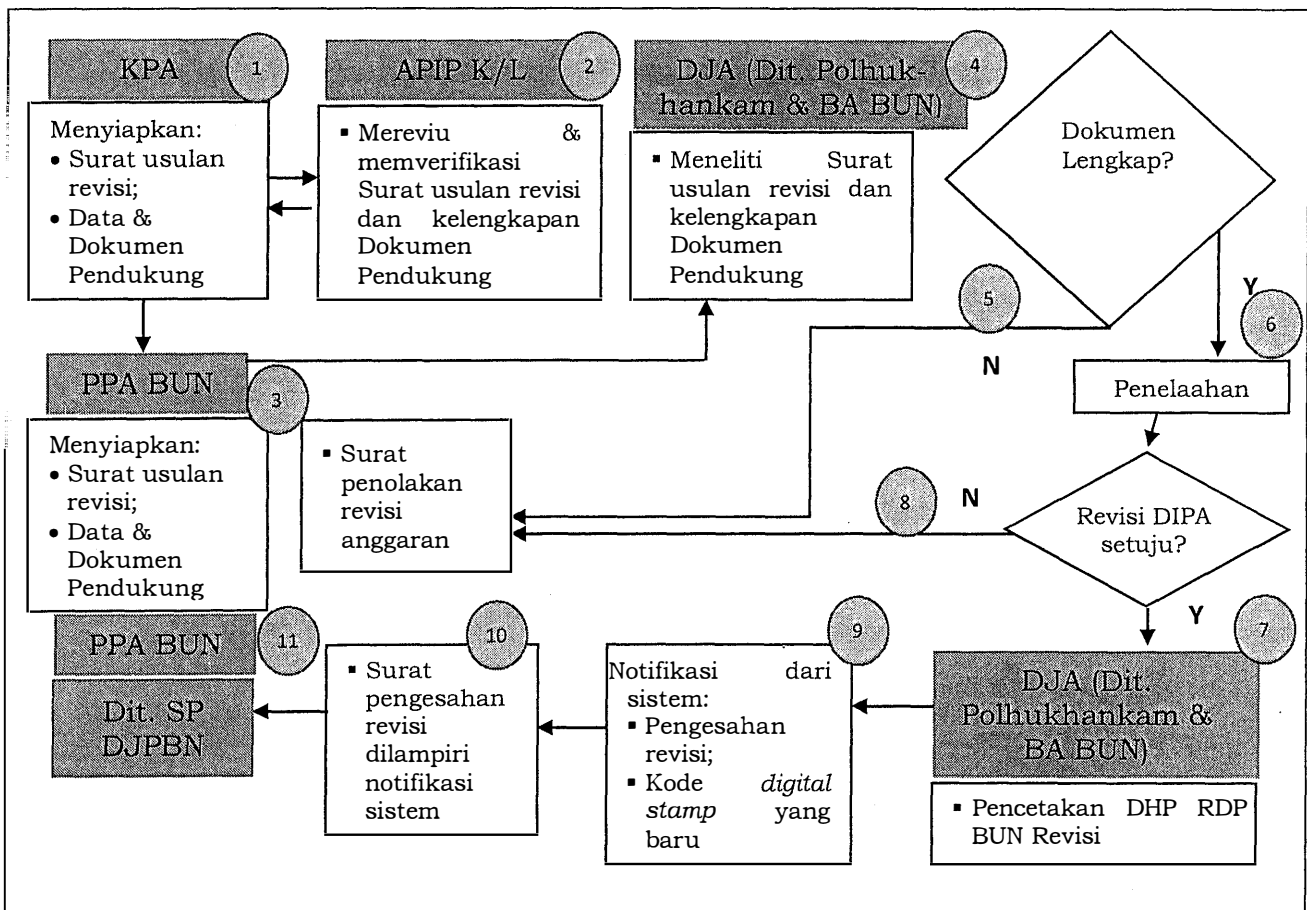 KPA
1
Menyiapkan:
• Surat usulan
revisi;
• Data &
Dokumen
Pendukung
APIP K/L
2
▪ Mereviu &
memverifikasi
Surat usulan revisi
dan kelengkapan
Dokumen
Pendukung
DJA (Dit. Polhuk-
hankam & BA BUN)
4
▪ Meneliti Surat
usulan revisi dan
kelengkapan
Dokumen
Pendukung
Dokumen
Lengkap?
5
N
Y
6
Penelaahan
PPA BUN
3
Menyiapkan:
• Surat usulan
revisi;
• Data &
Dokumen
Pendukung
▪ Surat
penolakan
revisi
anggaran
8
N
Revisi DIPA
setuju?
Y
7
DJA (Dit.
Polhukhankam &
BA BUN)
▪ Pencetakan DHP RDP
BUN Revisi
9
Notifikasi dari
sistem:
▪ Pengesahan
revisi;
▪ Kode digital
stamp yang
baru
10
▪ Surat
pengesahan
revisi
dilampiri
notifikasi
sistem
PPA BUN
11
Dit. SP
DJPBN